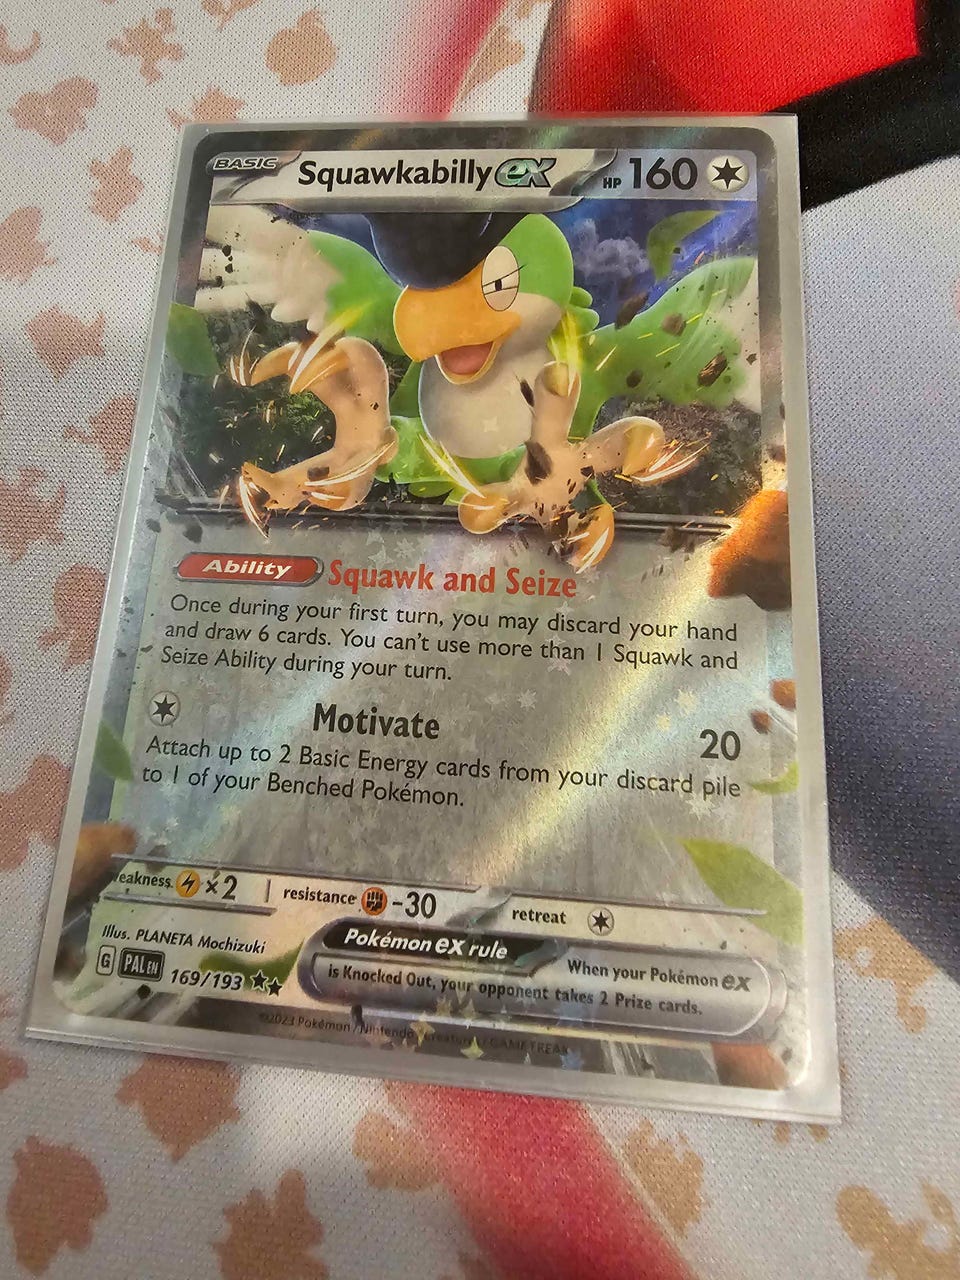 BASIC Squawkabilly ex HP 160
Ability Squawk and Seize
Once during your first turn, you may discard your hand
and draw 6 cards. You can't use more than 1 Squawk and
Seize Ability during your turn.
Motivate 20
Attach up to 2 Basic Energy cards from your discard pile
to 1 of your Benched Pokémon.
eakness ×2 resistance -30 retreat
Illus. PLANETA Mochizuki
G PAL EN 169/193
Pokémon ex rule When your Pokémon ex
is Knocked Out, your opponent takes 2 Prize cards.
©2023 Pokémon / Nintendo / Creatures / GAME FREAK